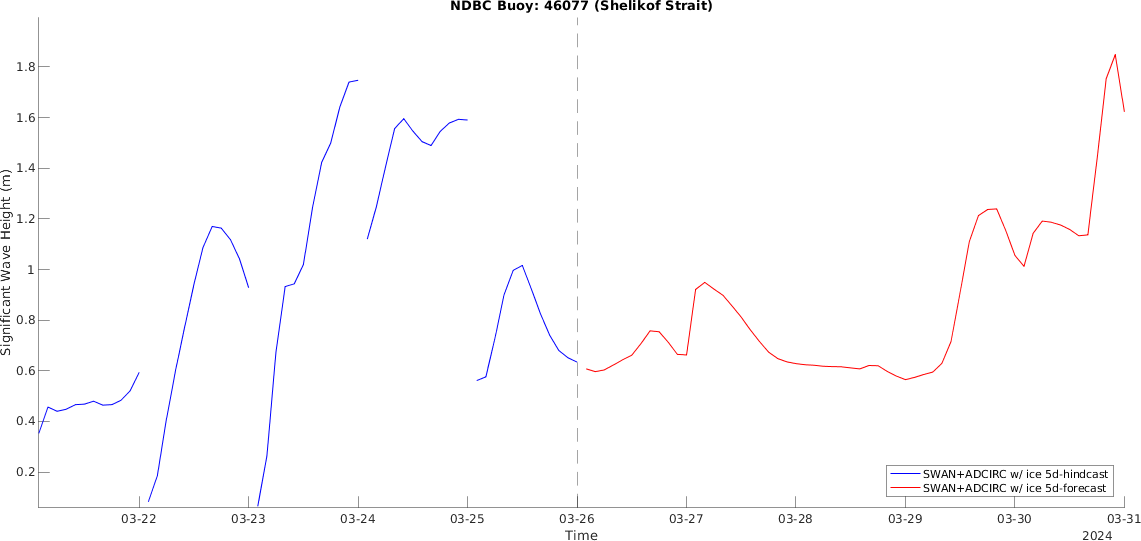 NDBC Buoy: 46077 (Shelikof Strait)
Significant Wave Height (m)
1.8
1.6
1.4
1.2
1
0.8
0.6
0.4
0.2
SWAN+ADCIRC w/ ice 5d-hindcast
SWAN+ADCIRC w/ ice 5d-forecast
03-22 03-23 03-24 03-25 03-26 03-27 03-28 03-29 03-30 03-31
Time
2024